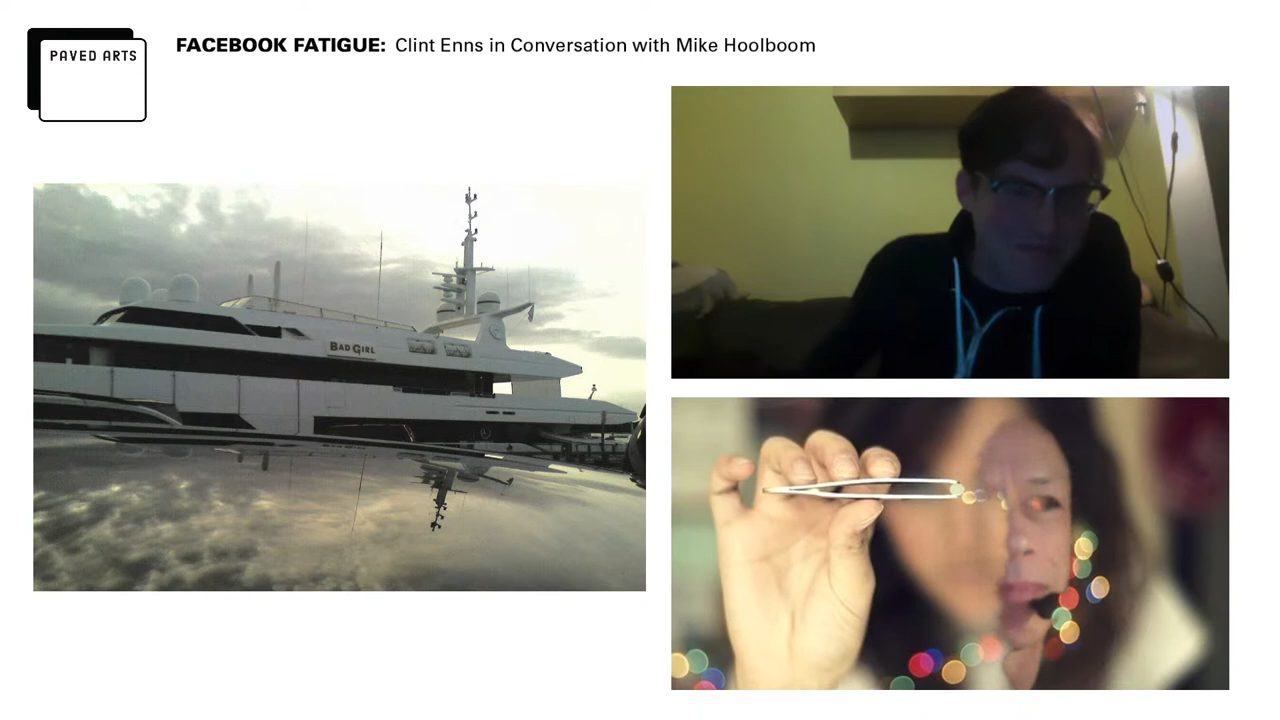 PAVED ARTS
FACEBOOK FATIGUE: Clint Enns in Conversation with Mike Hoolboom
BAD GIRL